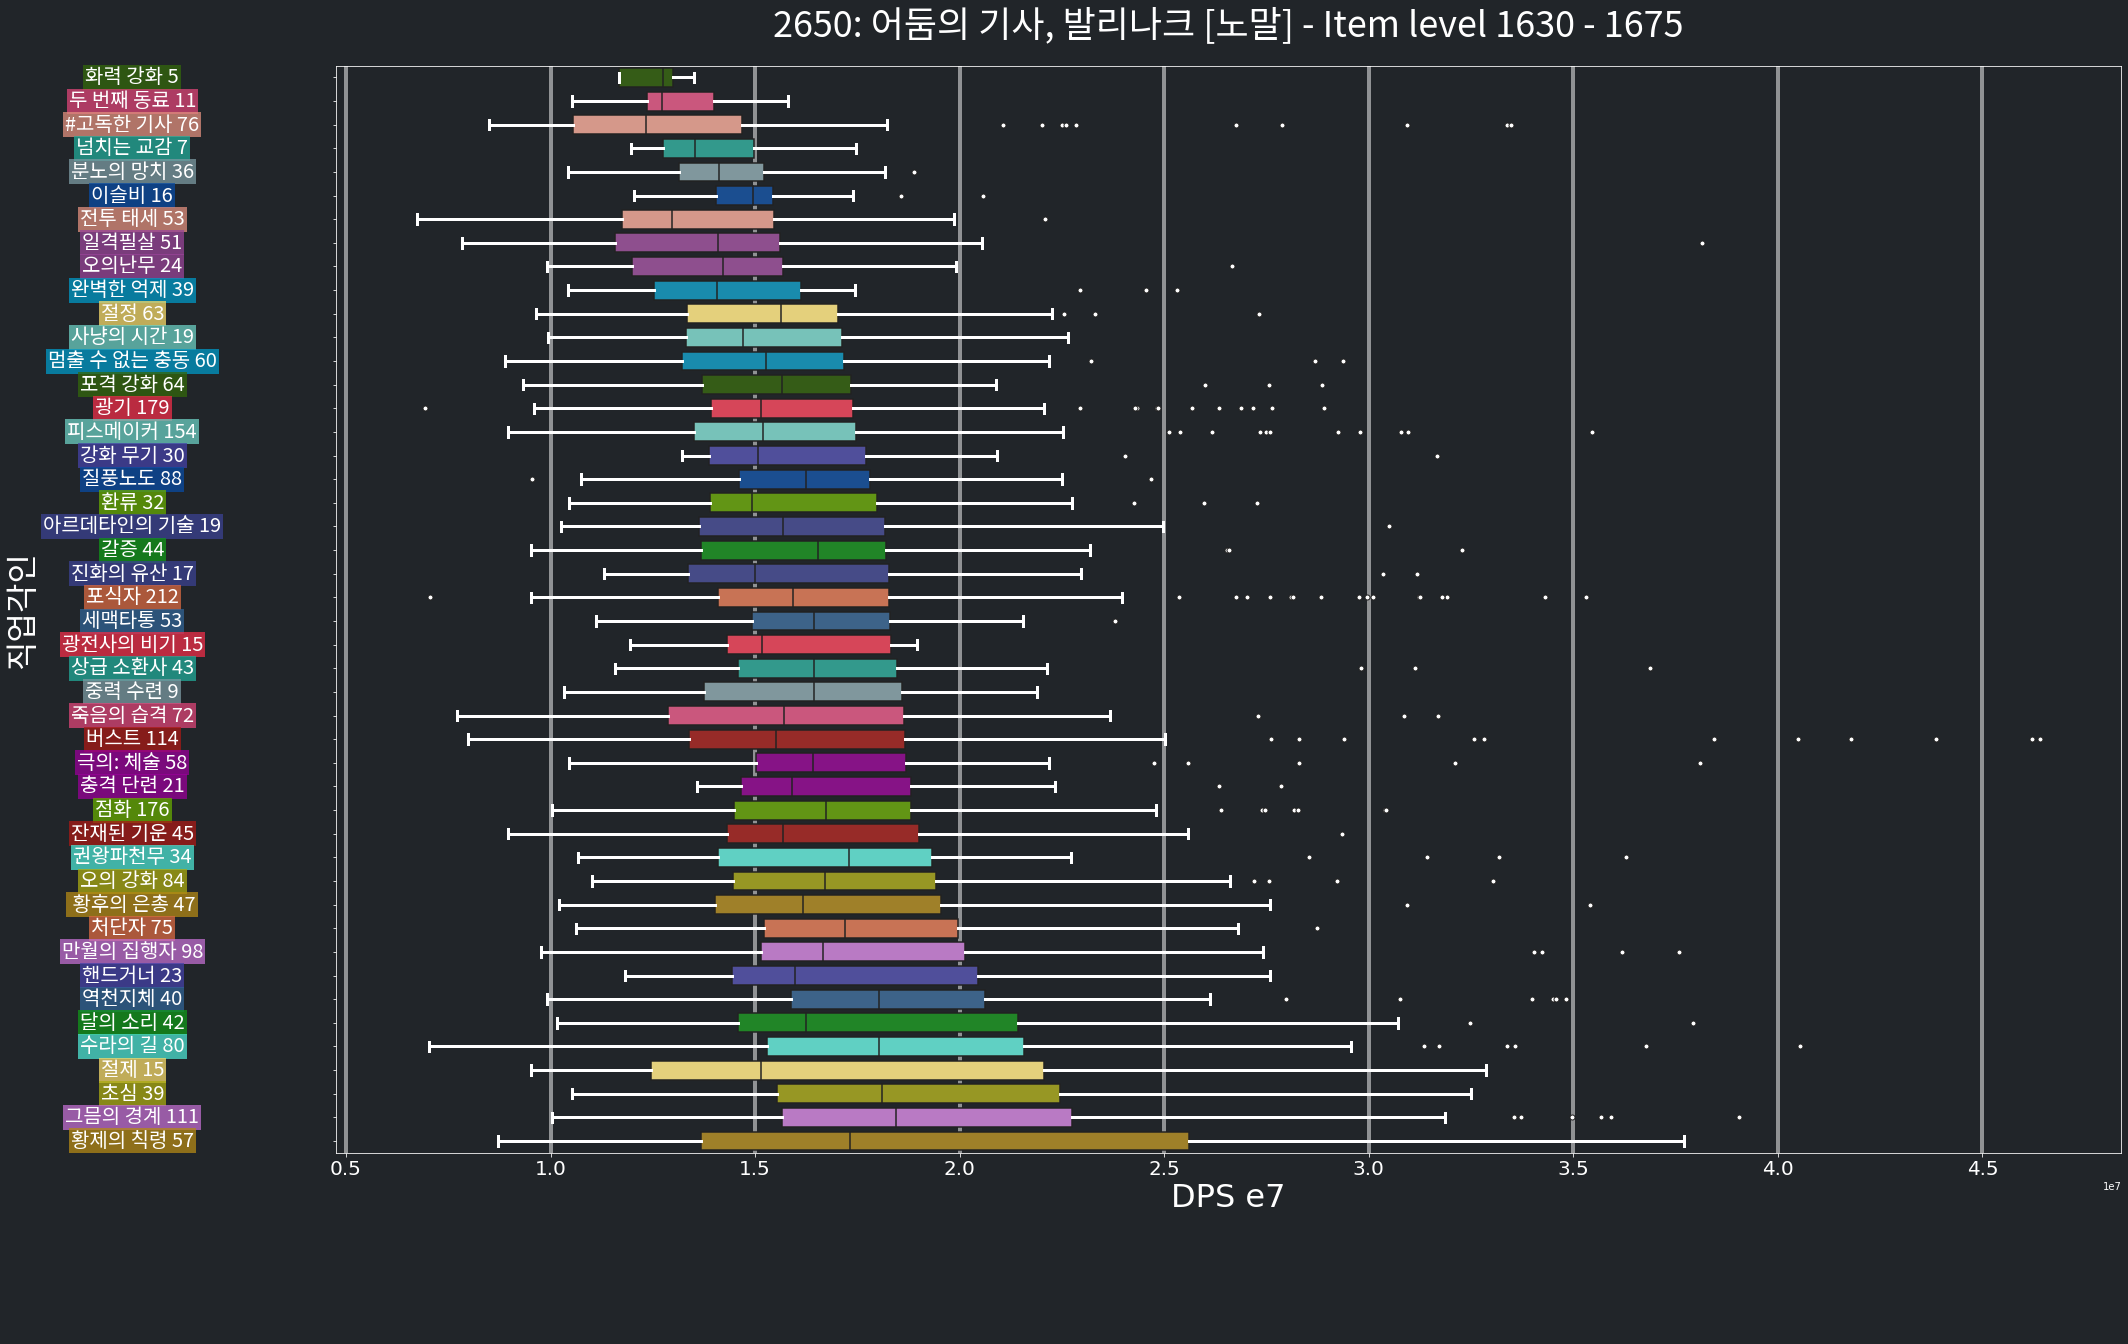 2650: 어둠의 기사, 발리나크 [노말] - Item level 1630 - 1675
화력 강화 5
두 번째 동료 11
#고독한 기사 76
넘치는 교감 7
분노의 망치 36
이슬비 16
전투 태세 53
일격필살 51
오의난무 24
완벽한 억제 39
절정 63
사냥의 시간 19
멈출 수 없는 충동 60
포격 강화 64
광기 179
피스메이커 154
강화 무기 30
질풍노도 88
환류 32
아르데타인의 기술 19
갈증 44
진화의 유산 17
포식자 212
세맥타통 53
광전사의 비기 15
상급 소환사 43
중력 수련 9
죽음의 습격 72
버스트 114
극의: 체술 58
충격 단련 21
점화 176
잔재된 기운 45
권왕파천무 34
오의 강화 84
황후의 은총 47
처단자 75
만월의 집행자 98
핸드거너 23
역천지체 40
달의 소리 42
수라의 길 80
절제 15
초심 39
그믐의 경계 111
황제의 칙령 57
직업각인
0.5 1.0 1.5 2.0 2.5 3.0 3.5 4.0 4.5
1e7
DPS e7